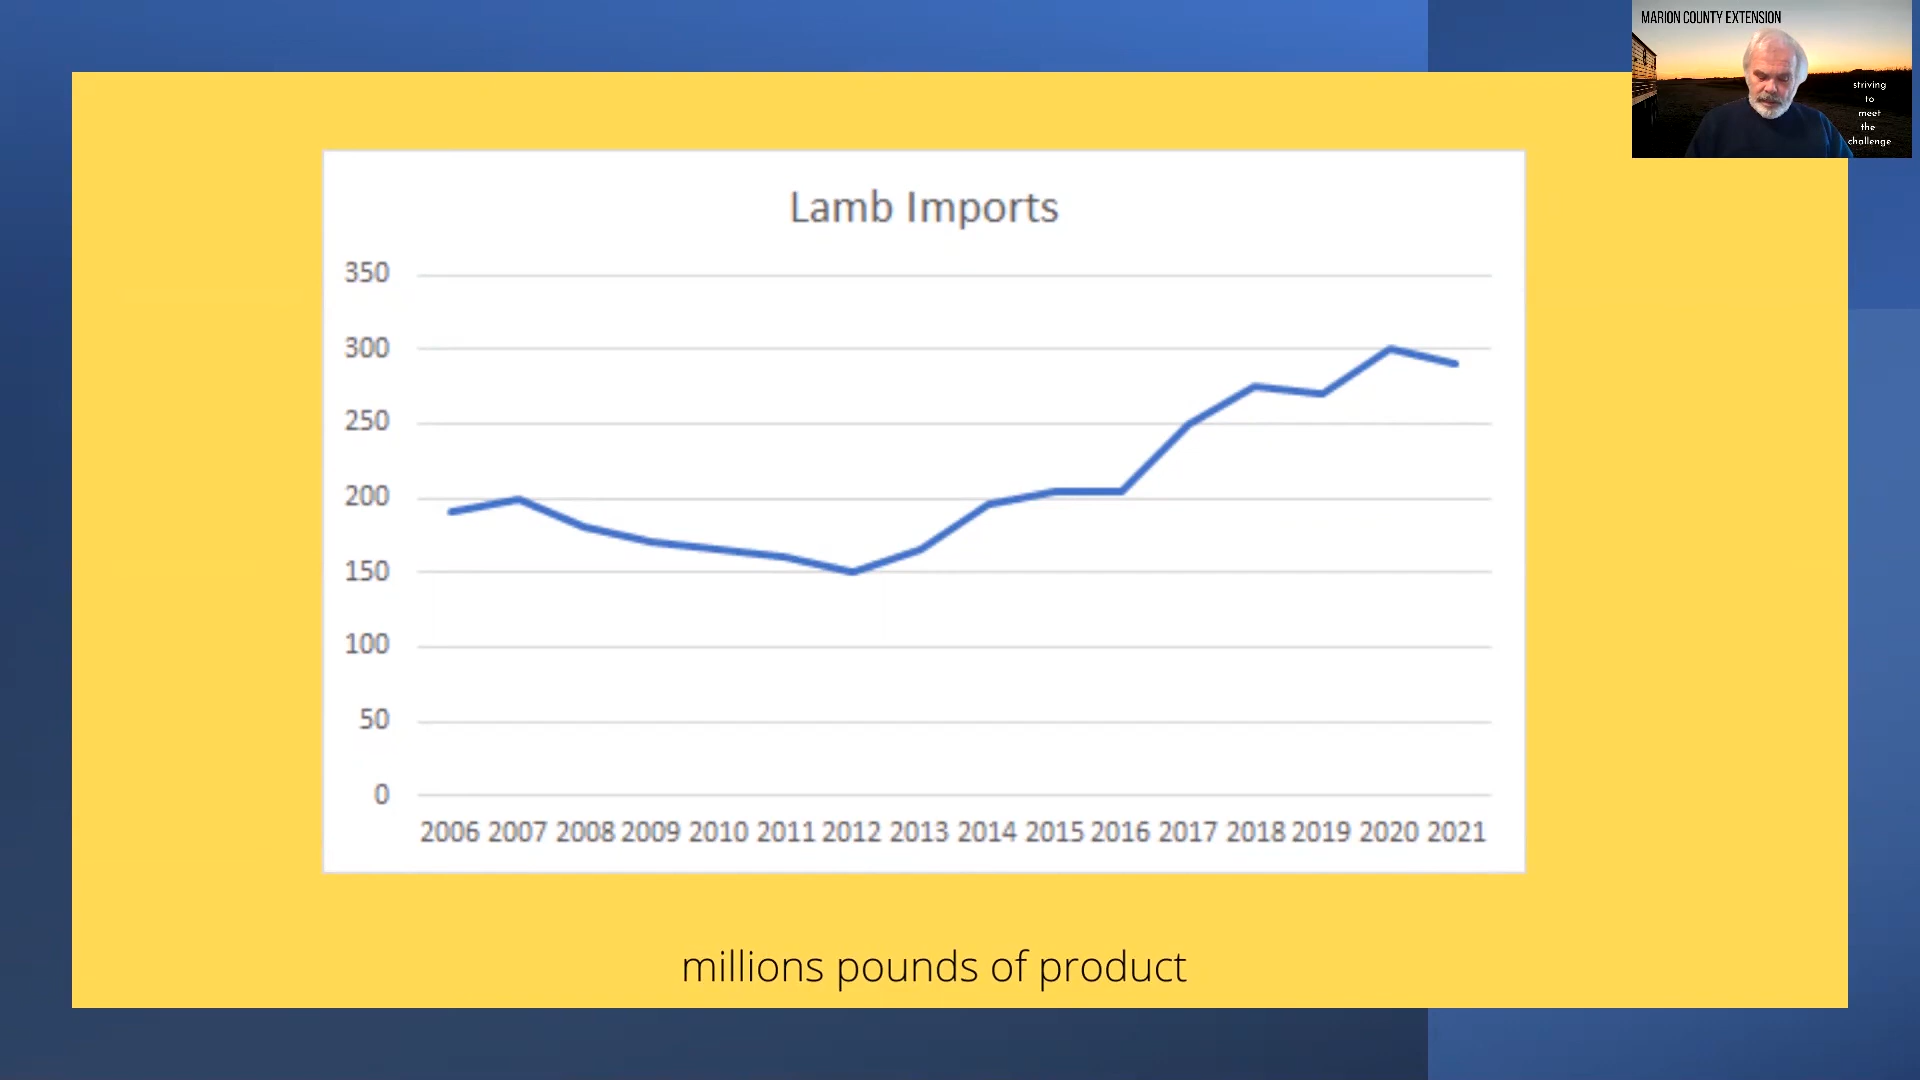 MARION COUNTY EXTENSION
striving
to
meet
the
challenge
Lamb Imports
350
300
250
200
150
100
50
0
2006 2007 2008 2009 2010 2011 2012 2013 2014 2015 2016 2017 2018 2019 2020 2021
millions pounds of product